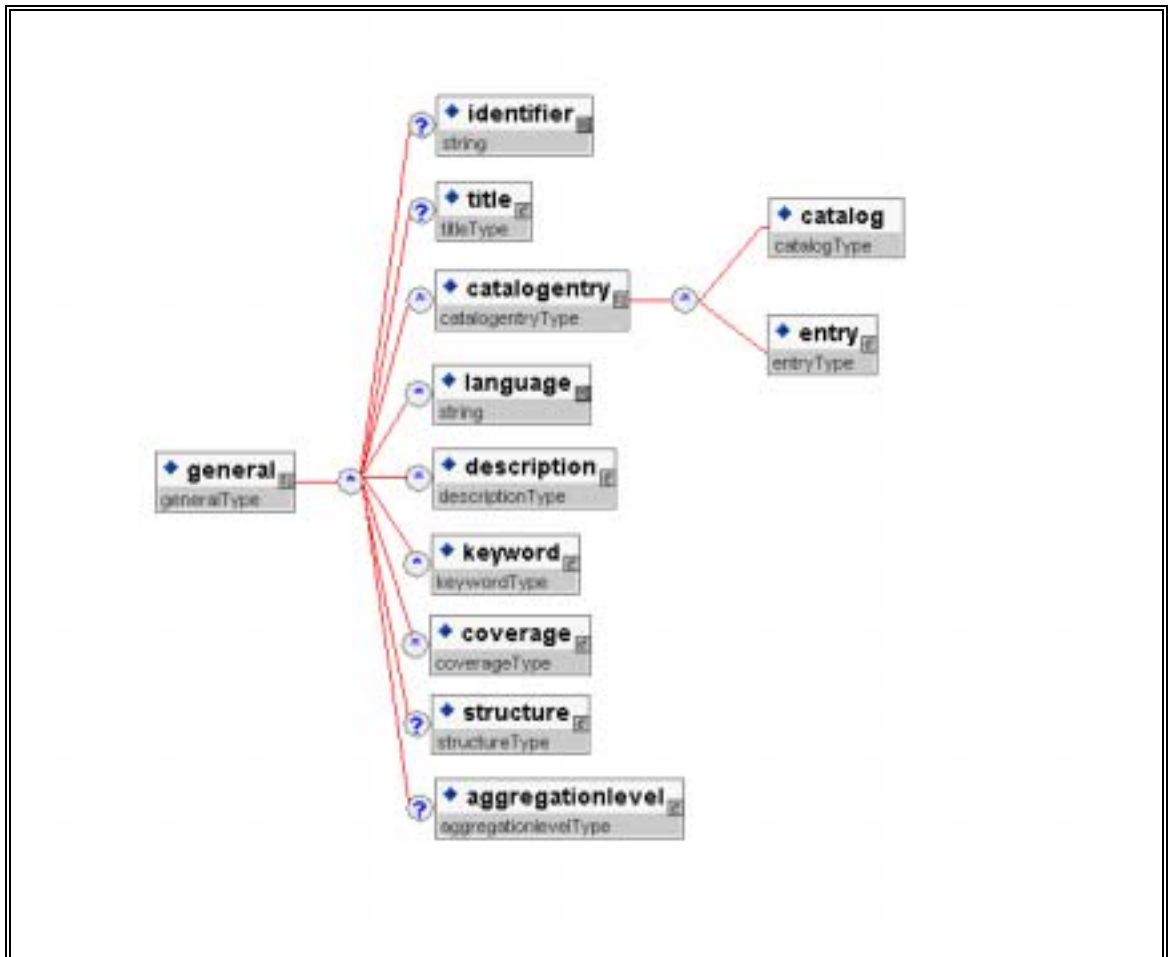 identifier
string
title
titleType
catalogentry
catalogentryType
catalog
catalogType
entry
entryType
language
string
general
generalType
description
descriptionType
keyword
keywordType
coverage
coverageType
structure
structureType
aggregationlevel
aggregationlevelType